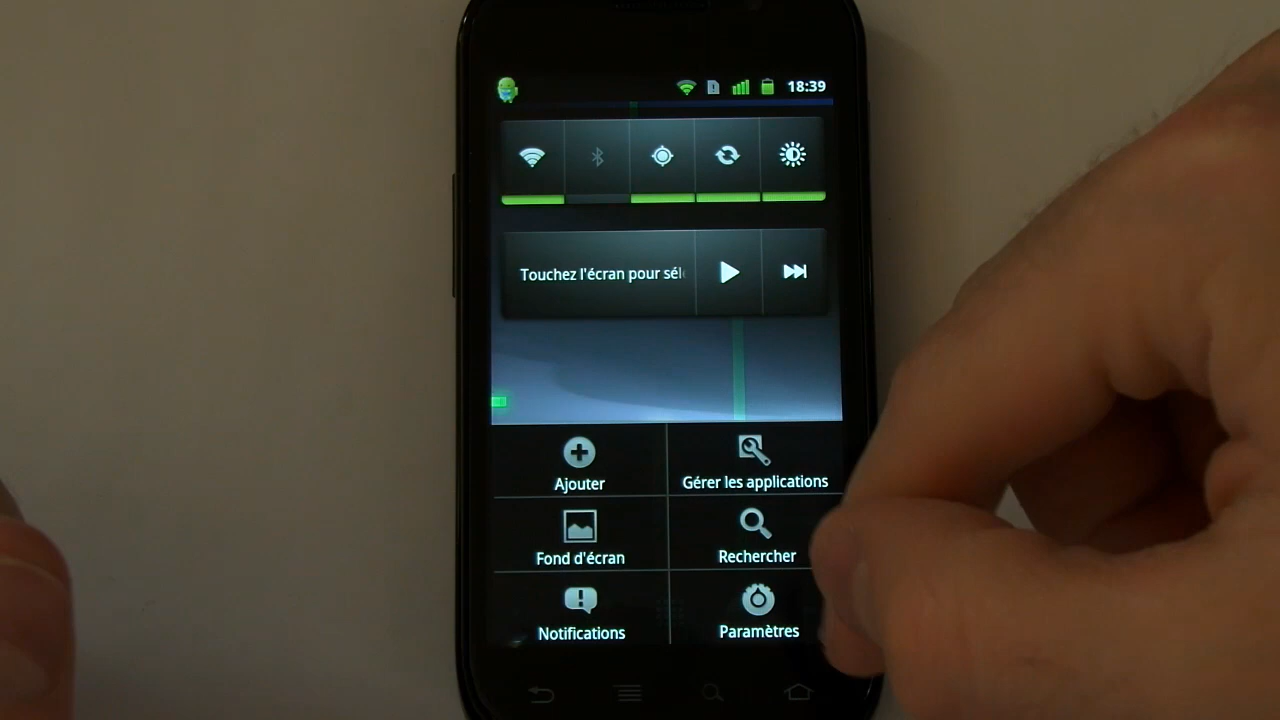 18:39
Touchez l'écran pour sél
Ajouter
Gérer les applications
Fond d'écran
Rechercher
Notifications
Paramètres